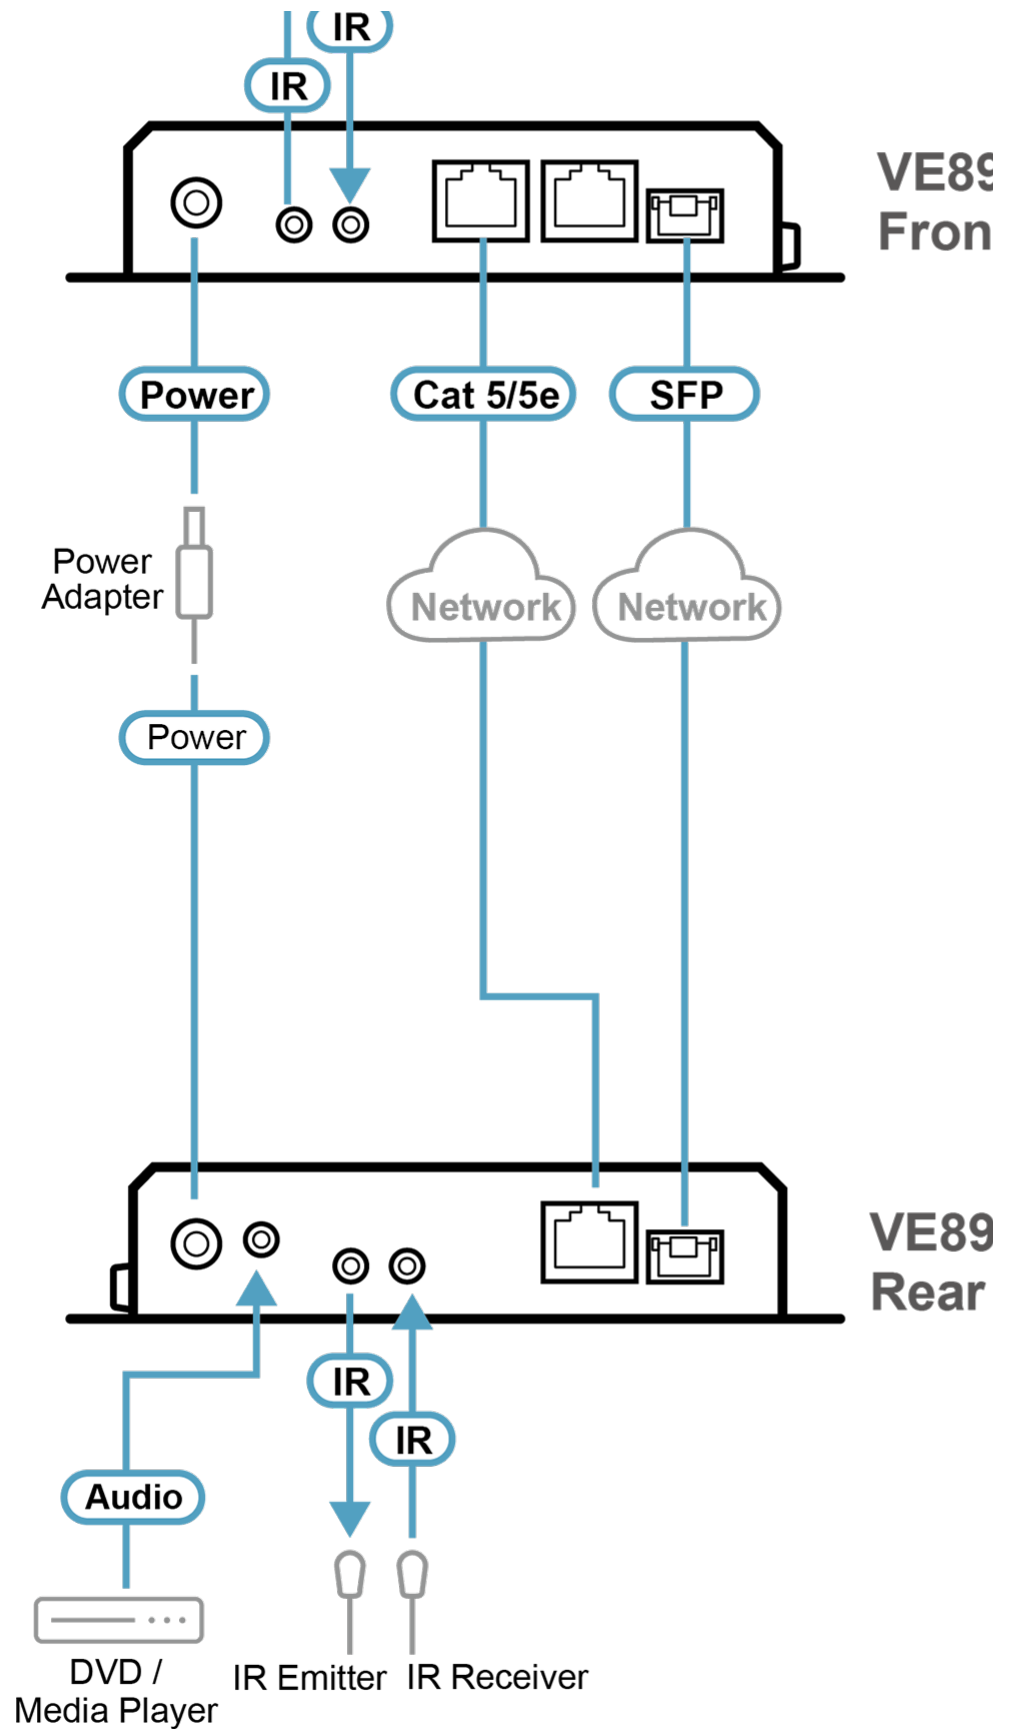 IR
IR
VE89
Fron
Power
Cat 5/5e
SFP
Power
Adapter
Network
Network
Power
VE89
Rear
IR
IR
Audio
DVD /
Media Player
IR Emitter
IR Receiver